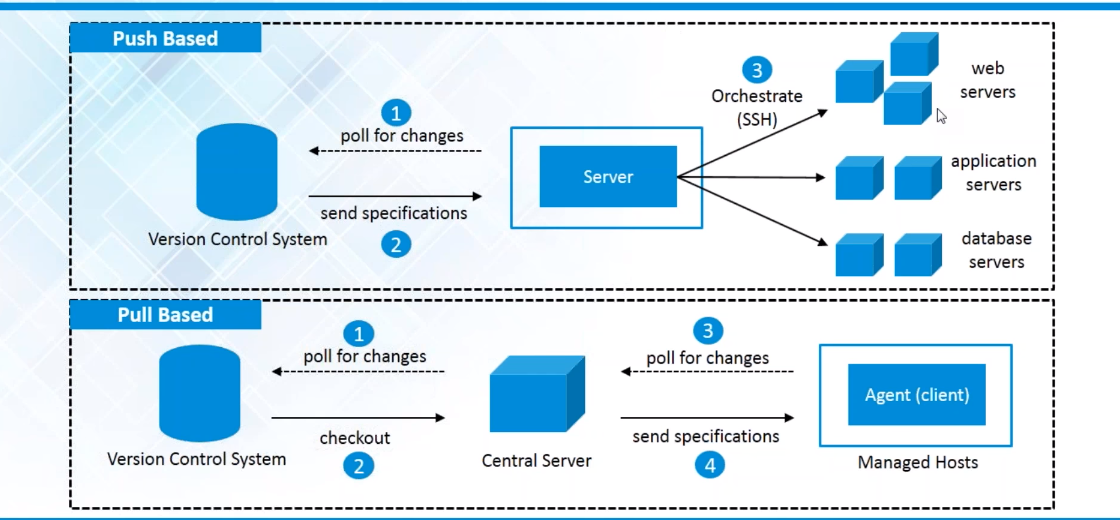 Push Based
1
poll for changes
send specifications
2
Version Control System
Server
3
Orchestrate
(SSH)
web
servers
application
servers
database
servers
Pull Based
1
poll for changes
checkout
2
Version Control System
Central Server
3
poll for changes
send specifications
4
Agent (client)
Managed Hosts